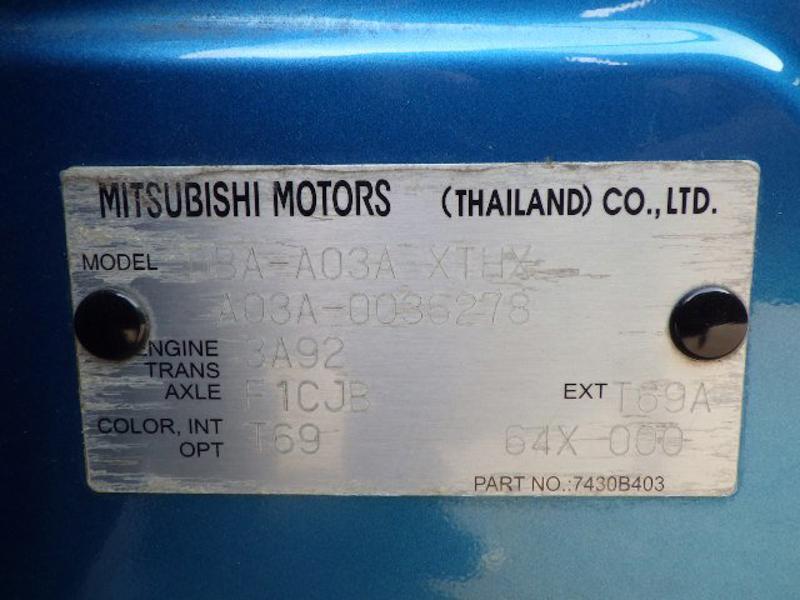 MITSUBISHI MOTORS (THAILAND) CO., LTD.
MODEL DBA-A03A XTHX
A03A-0036278
ENGINE 3A92
TRANS
AXLE F1CJB EXT T69A
COLOR, INT T69 64X 000
OPT
PART NO.:7430B403